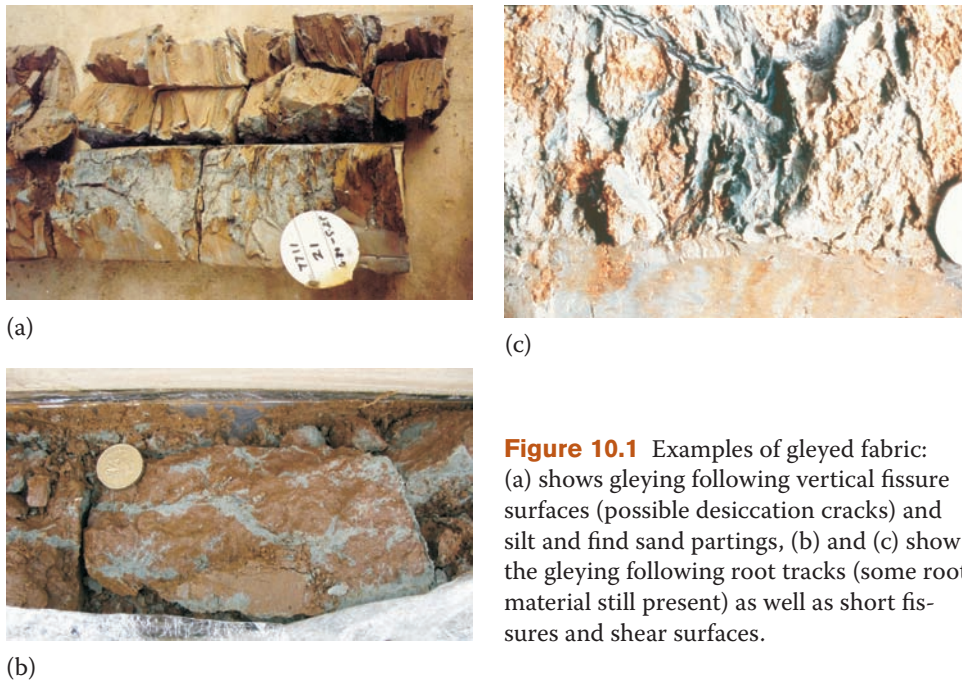 (a)
(c)
(b)
Figure 10.1 Examples of gleyed fabric:
(a) shows gleying following vertical fissure
surfaces (possible desiccation cracks) and
silt and find sand partings, (b) and (c) show
the gleying following root tracks (some root
material still present) as well as short fis-
sures and shear surfaces.
21